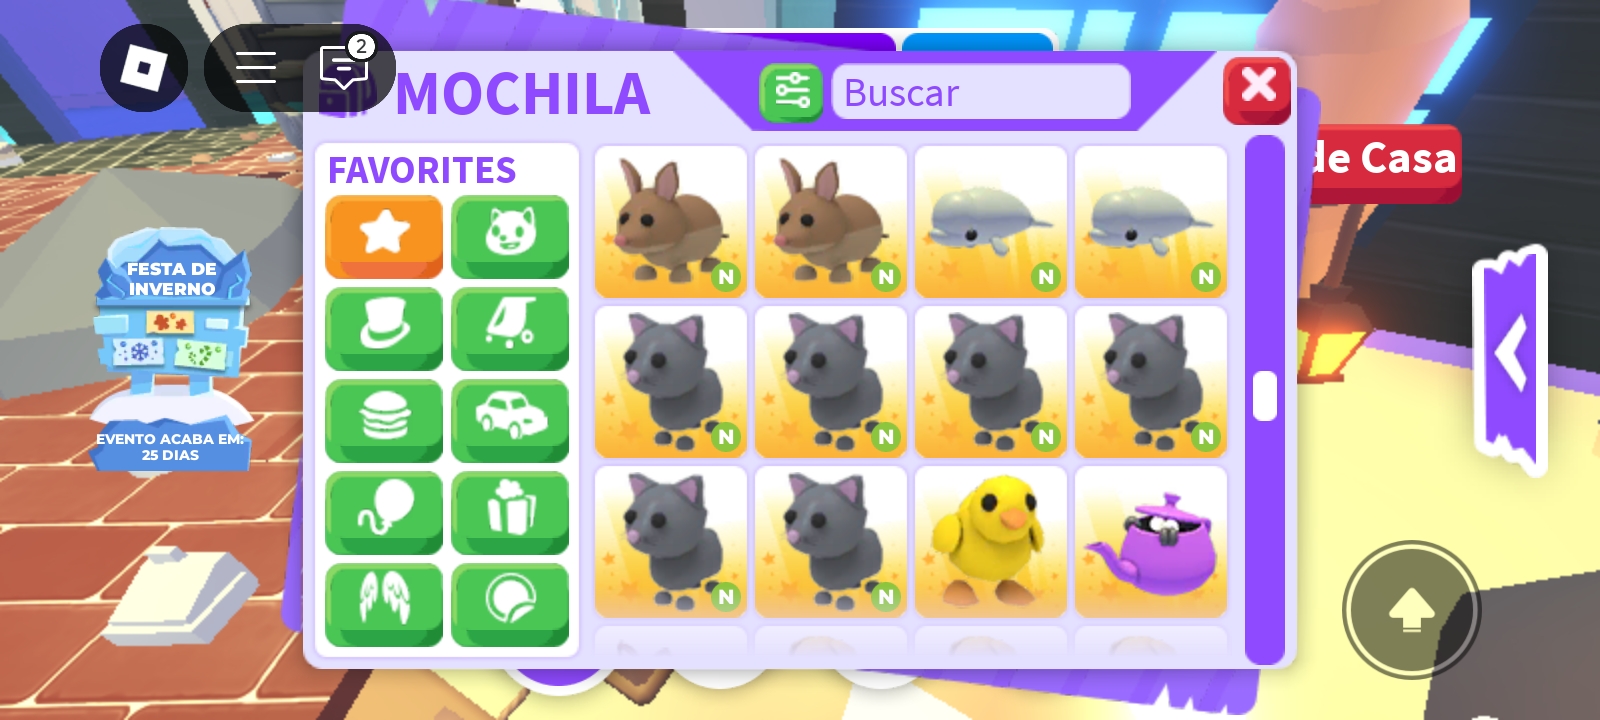 2
MOCHILA
Buscar
de Casa
FAVORITES
N
N
N
N
FESTA DE
INVERNO
N
N
N
N
EVENTO ACABA EM:
25 DIAS
N
N